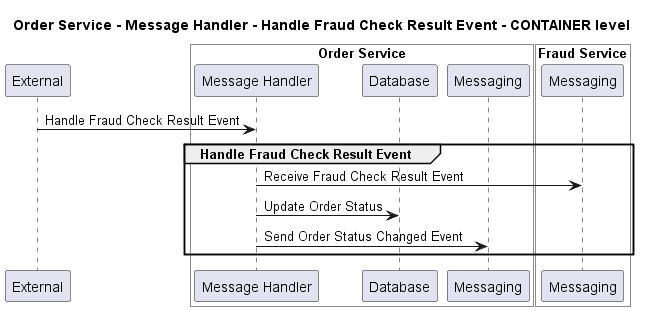 Order Service - Message Handler - Handle Fraud Check Result Event - CONTAINER level
Order Service
Fraud Service
External
Message Handler
Database
Messaging
Messaging
Handle Fraud Check Result Event
Handle Fraud Check Result Event
Receive Fraud Check Result Event
Update Order Status
Send Order Status Changed Event
External
Message Handler
Database
Messaging
Messaging